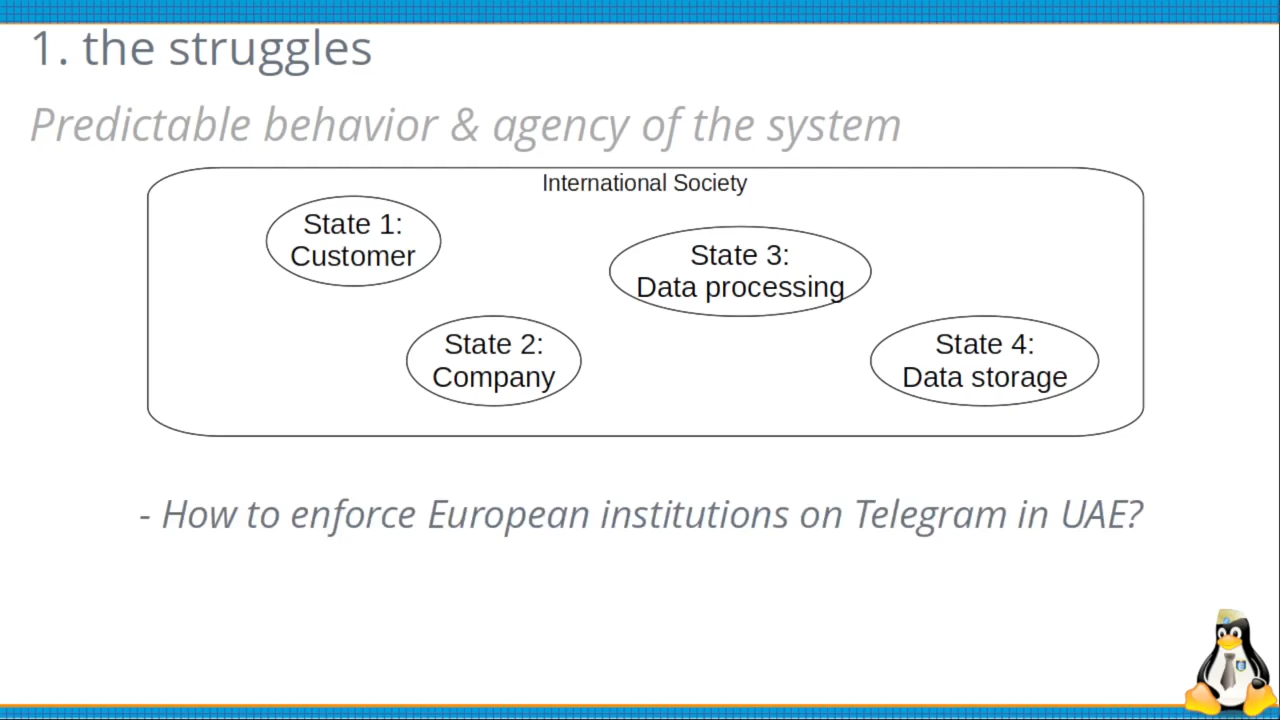 1. the struggles
Predictable behavior & agency of the system
International Society
State 1:
Customer
State 3:
Data processing
State 2:
Company
State 4:
Data storage
- How to enforce European institutions on Telegram in UAE?